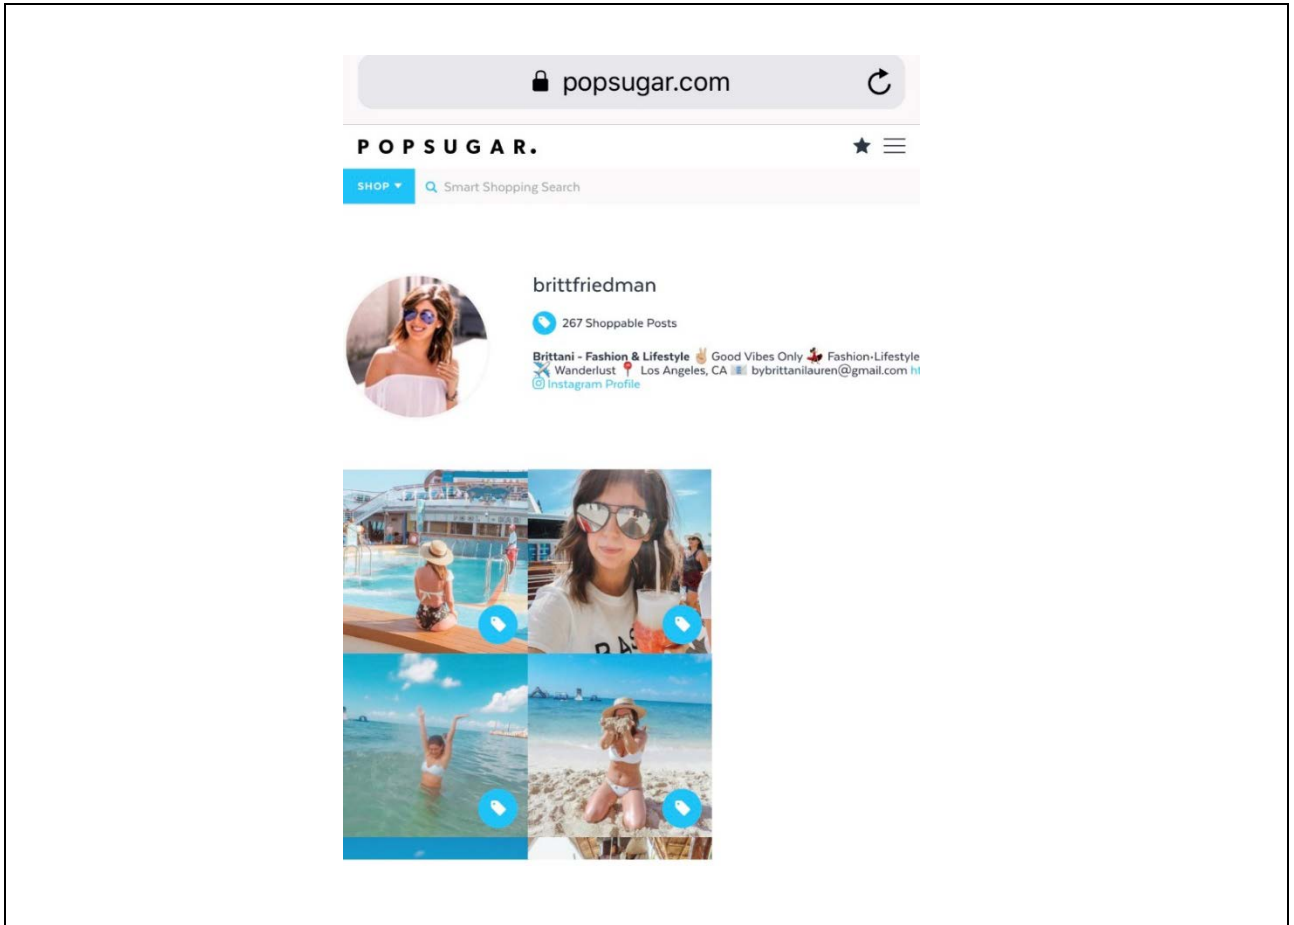 popsugar.com
POPSUGAR.
SHOP Smart Shopping Search
brittfriedman
267 Shoppable Posts
Brittani - Fashion & Lifestyle ✌🏼 Good Vibes Only 💃🏻 Fashion•Lifestyle
✈️ Wanderlust 📍 Los Angeles, CA 📧 bybrittanilauren@gmail.com ht
Instagram Profile